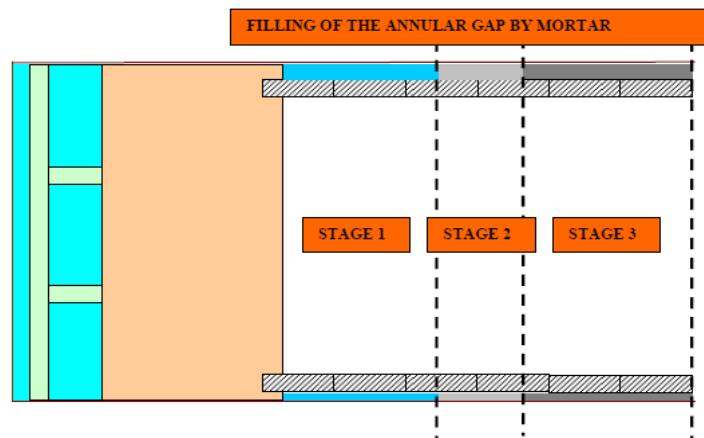 FILLING OF THE ANNULAR GAP BY MORTAR
STAGE 1
STAGE 2
STAGE 3